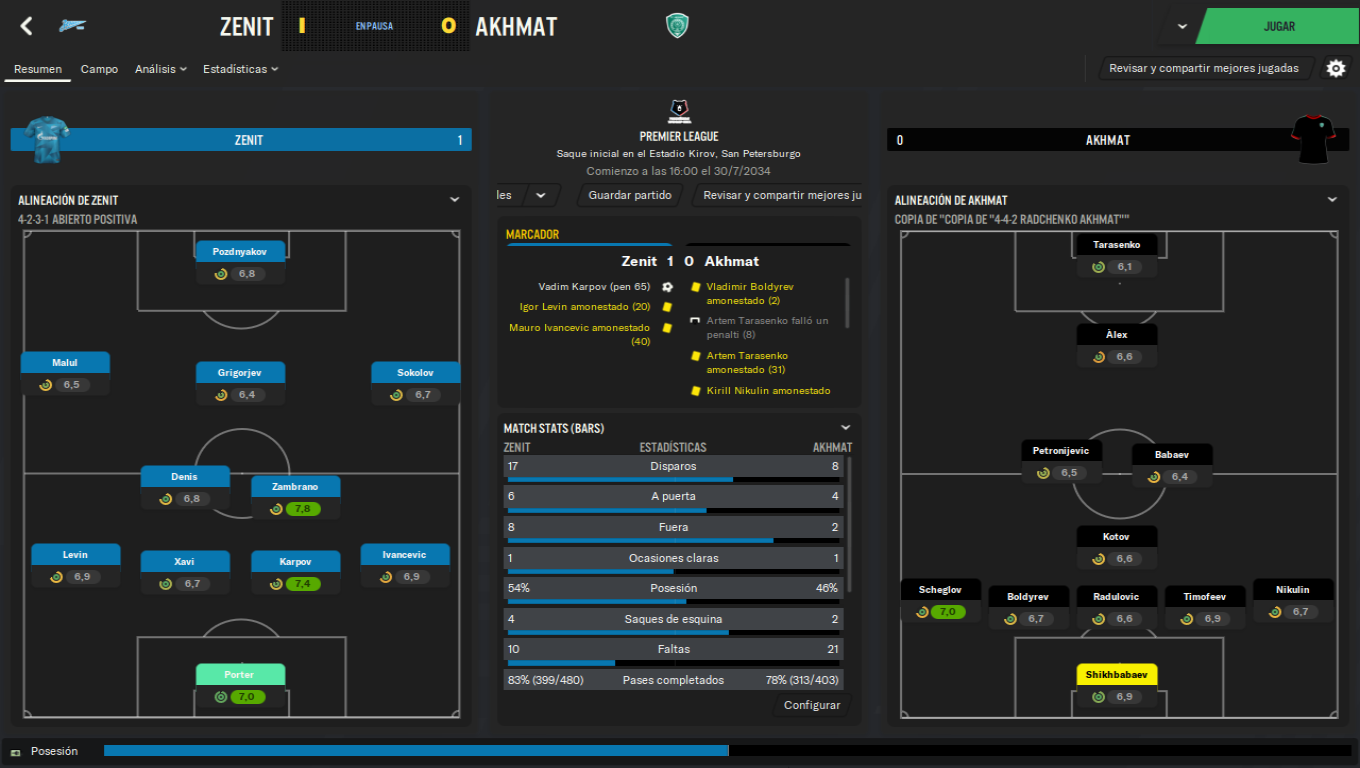 ZENIT
1
EN PAUSA
0
AKHMAT
JUGAR
Resumen
Campo
Análisis
Estadísticas
Revisar y compartir mejores jugadas
ZENIT
1
PREMIER LEAGUE
Saque inicial en el Estadio Kirov, San Petersburgo
Comienzo a las 16:00 el 30/7/2034
les
Guardar partido
Revisar y compartir mejores ju
0
AKHMAT
ALINEACIÓN DE ZENIT
4-2-3-1 ABIERTO POSITIVA
Pozdnyakov
6,8
Malul
6,5
Grigorjev
6,4
Sokolov
6,7
Denis
6,8
Zambrano
7,8
Levin
6,9
Xavi
6,7
Karpov
7,4
Ivancevic
6,9
Porter
7,0
MARCADOR
Zenit 1 0 Akhmat
Vadim Karpov (pen 65)
Igor Levin amonestado (20)
Mauro Ivancevic amonestado
(40)
Vladimir Boldyrev
amonestado (2)
Artem Tarasenko falló un
penalti (8)
Artem Tarasenko
amonestado (31)
Kirill Nikulin amonestado
MATCH STATS (BARS)
ZENIT ESTADÍSTICAS AKHMAT
17 Disparos 8
6 A puerta 4
8 Fuera 2
1 Ocasiones claras 1
54% Posesión 46%
4 Saques de esquina 2
10 Faltas 21
83% (399/480) Pases completados 78% (313/403)
Configurar
ALINEACIÓN DE AKHMAT
COPIA DE "COPIA DE "4-4-2 RADCHENKO AKHMAT""
Tarasenko
6,1
Álex
6,6
Petronijevic
6,5
Babaev
6,4
Kotov
6,6
Scheglov
7,0
Boldyrev
6,7
Radulovic
6,6
Timofeev
6,9
Nikulin
6,7
Shikhbabaev
6,9
Posesión